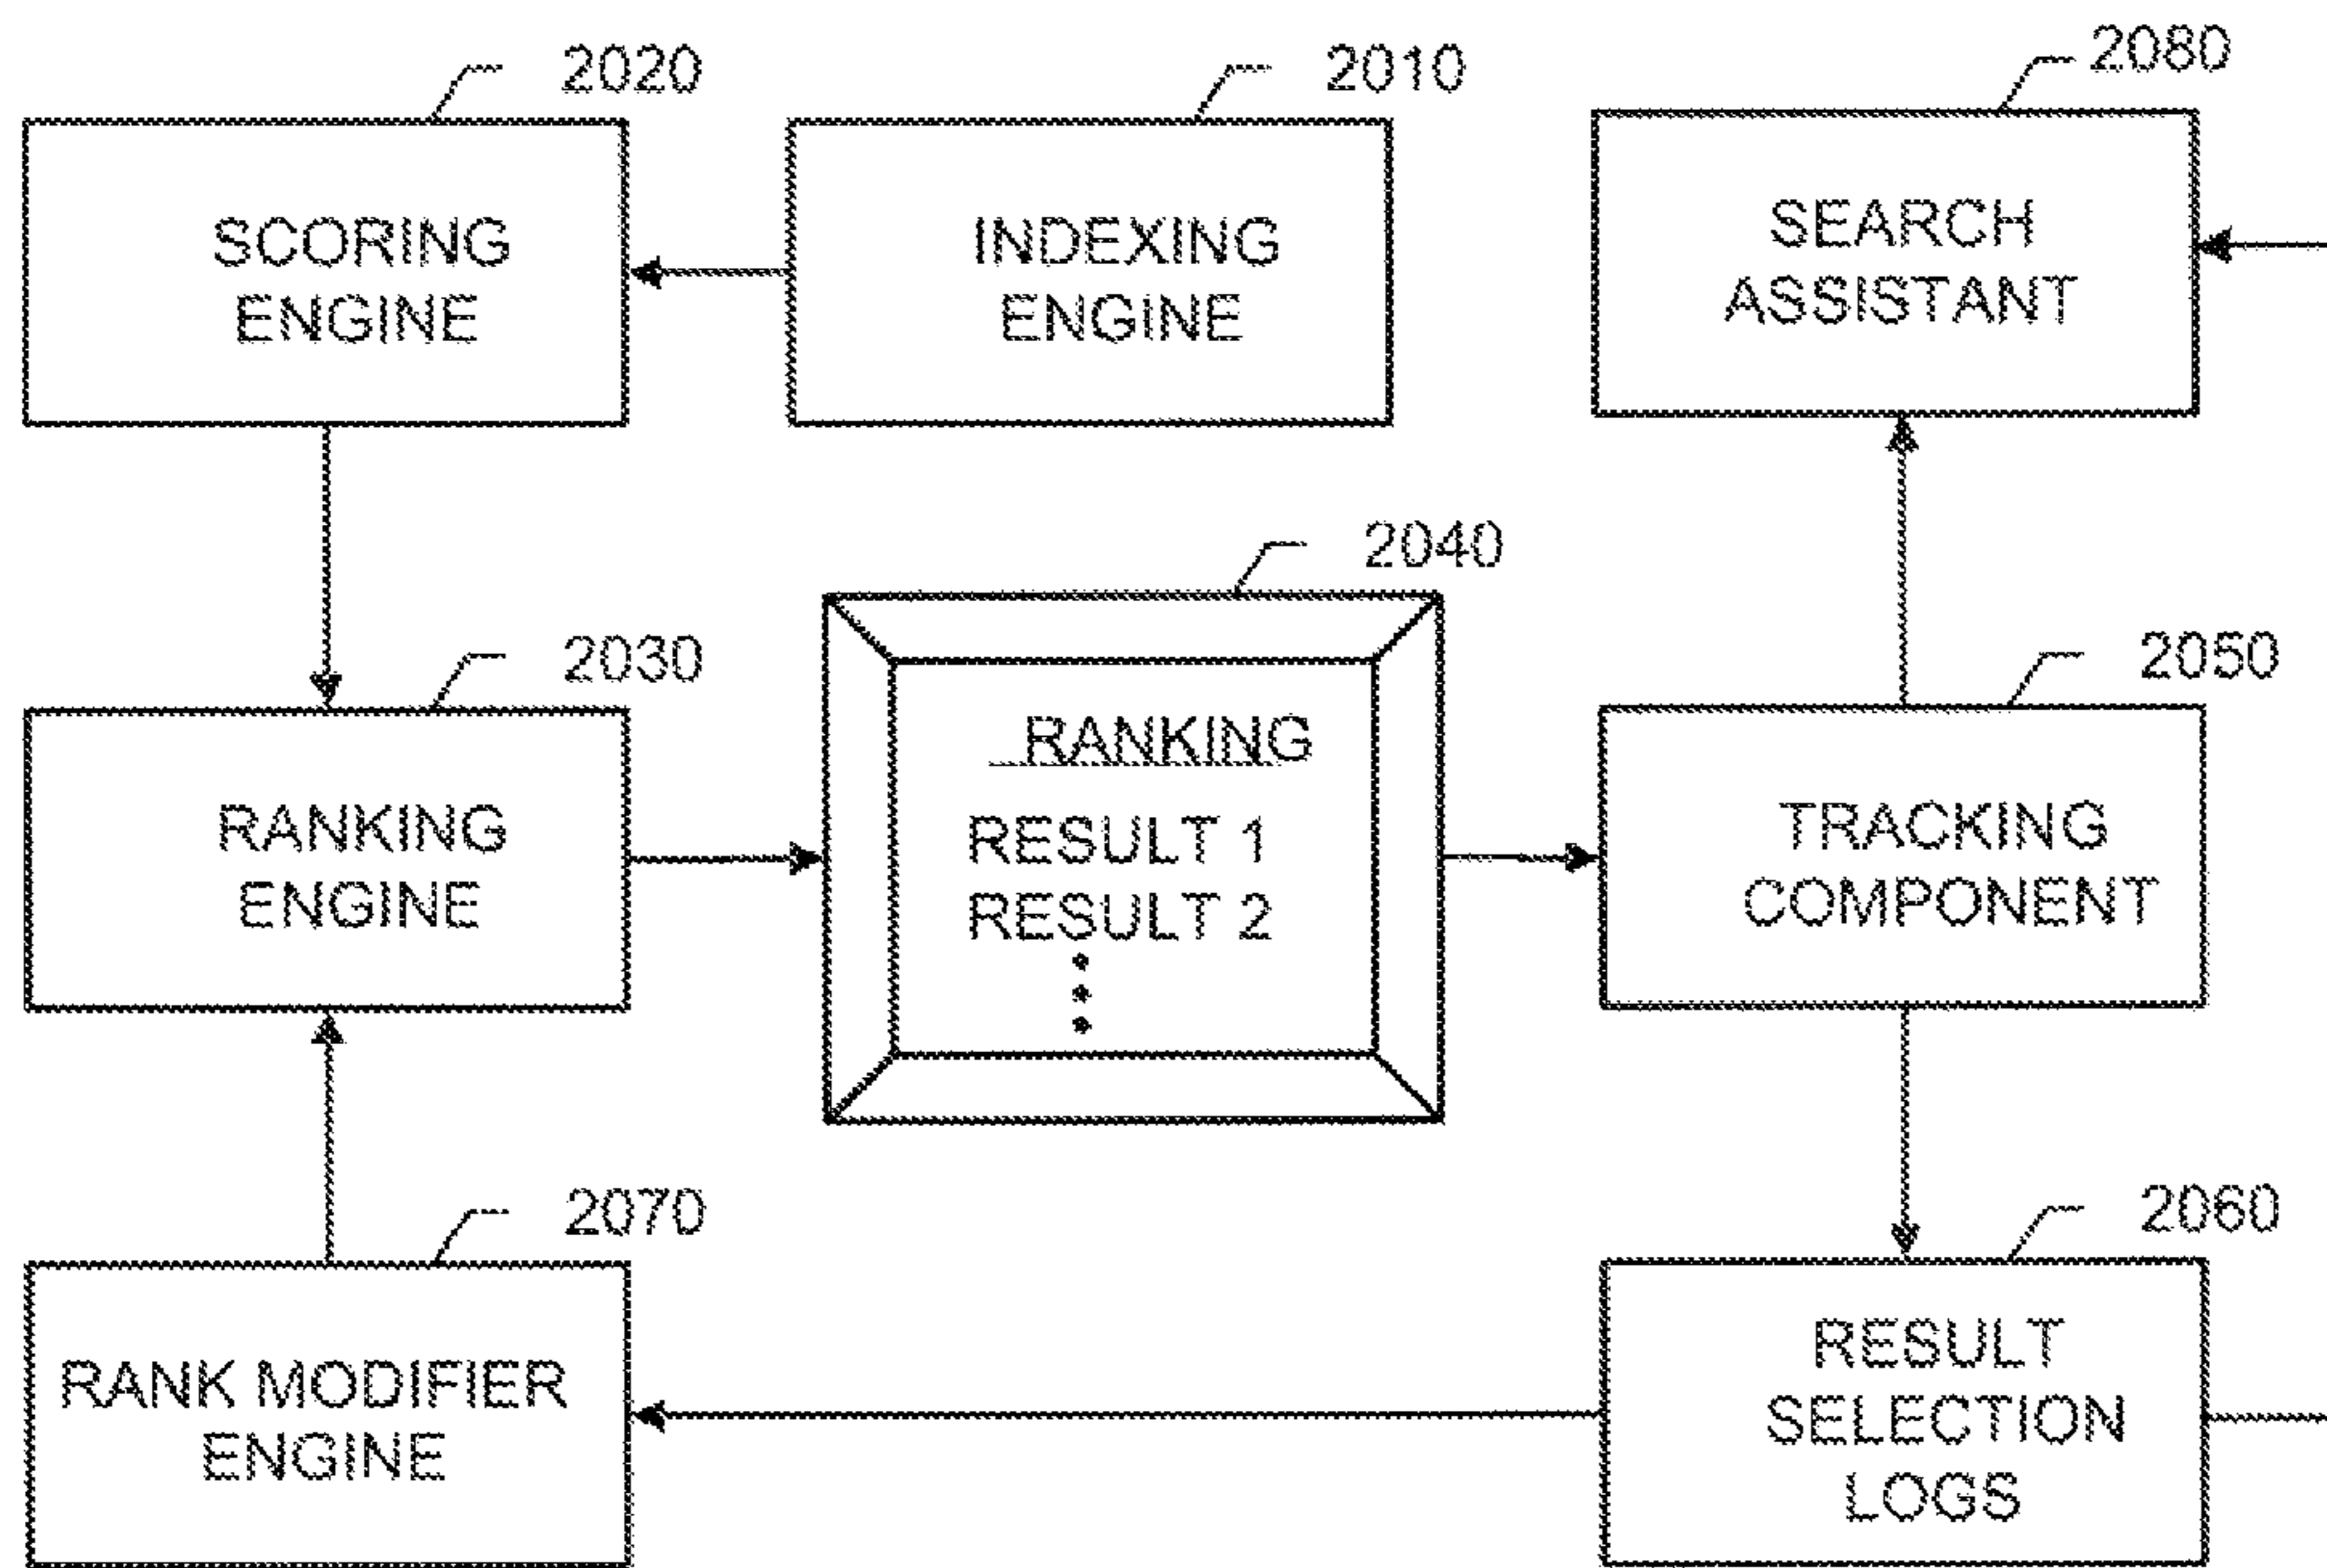 2020
2010
2080
SCORING
ENGINE
INDEXING
ENGINE
SEARCH
ASSISTANT
2030
2040
2050
RANKING
ENGINE
RANKING
RESULT 1
RESULT 2
TRACKING
COMPONENT
2070
2060
RANK MODIFIER
ENGINE
RESULT
SELECTION
LOGS